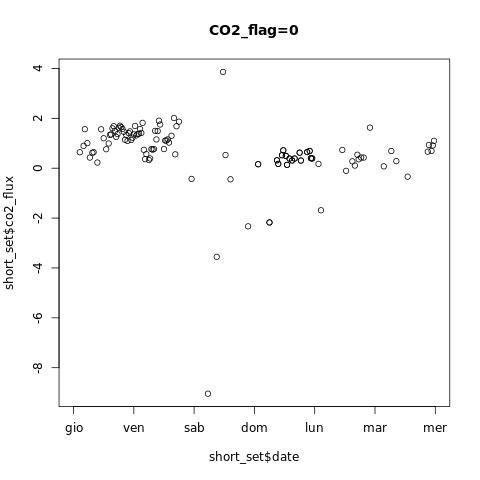 CO2_flag=0
short_set$co2_flux
4
2
0
-2
-4
-6
-8
gio ven sab dom lun mar mer
short_set$date